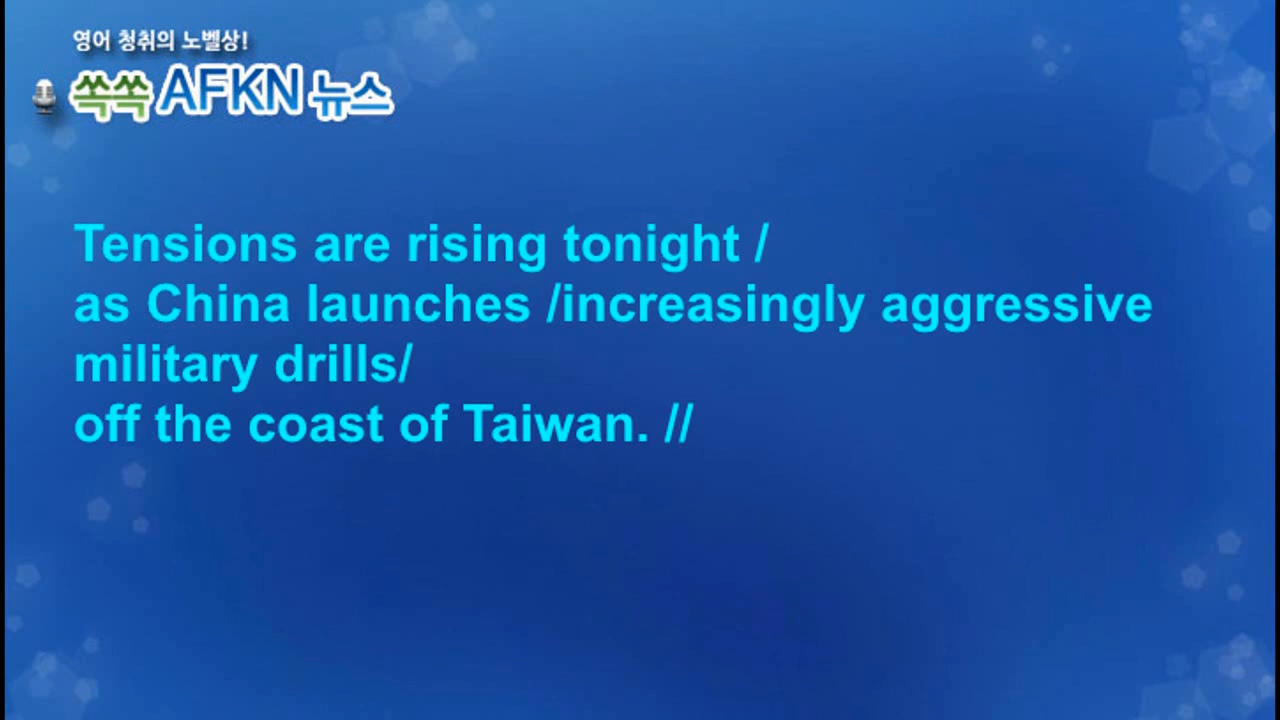 영어 청취의 노벨상!
쏙쏙 AFKN 뉴스
Tensions are rising tonight /
as China launches /increasingly aggressive
military drills/
off the coast of Taiwan. //